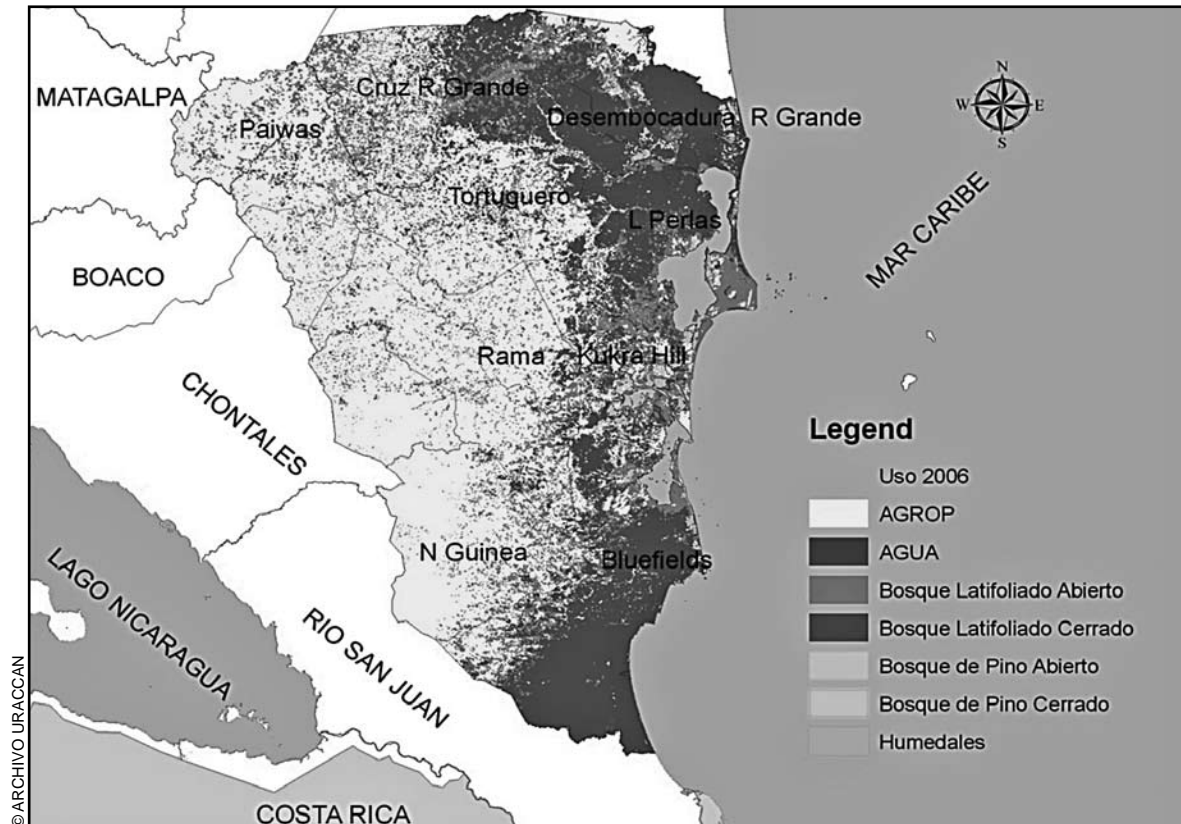 MATAGALPA
Cruz R Grande
Paiwas
Desembocadura R Grande
N
W E
S
Tortuguero
L Perlas
MAR CARIBE
BOACO
Rama
Kukra Hill
CHONTALES
Legend
Uso 2006
AGROP
AGUA
Bosque Latifoliado Abierto
Bosque Latifoliado Cerrado
Bosque de Pino Abierto
Bosque de Pino Cerrado
Humedales
N Guinea
Bluefields
LAGO NICARAGUA
RIO SAN JUAN
COSTA RICA
© ARCHIVO URACCAN